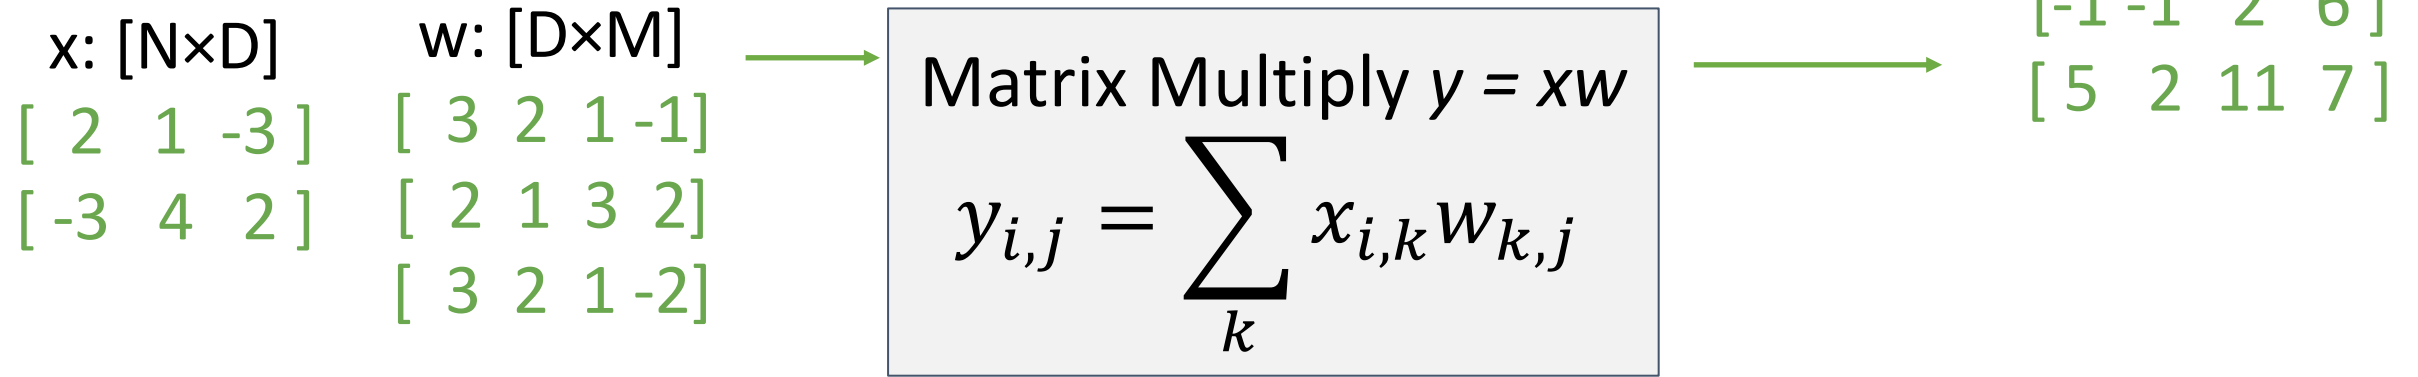 x: [N×D]
[ 2 1 -3 ]
[ -3 4 2 ]
w: [D×M]
[ 3 2 1 -1]
[ 2 1 3 2]
[ 3 2 1 -2]
Matrix Multiply y = xw
y_{i,j} = ∑_k x_{i,k} w_{k,j}
[-1 -1 2 6 ]
[ 5 2 11 7 ]